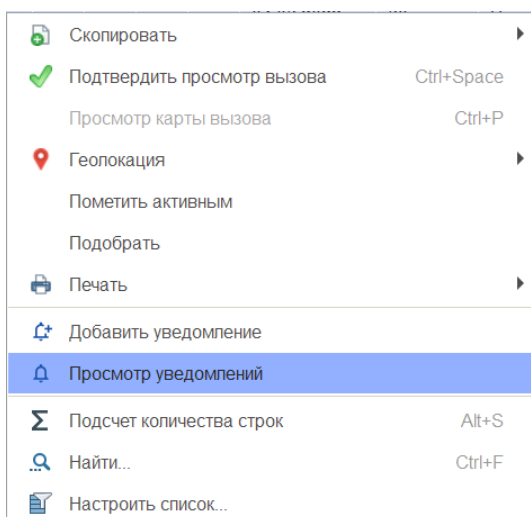 Скопировать
Подтвердить просмотр вызова Ctrl+Space
Просмотр карты вызова Ctrl+P
Геолокация
Пометить активным
Подобрать
Печать
Добавить уведомление
Просмотр уведомлений
Подсчет количества строк Alt+S
Найти... Ctrl+F
Настроить список...